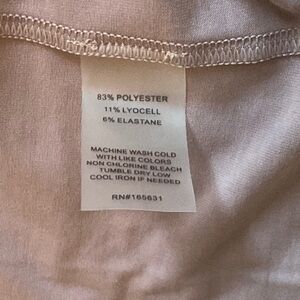 83% POLYESTER
11% LYOCELL
6% ELASTANE
MACHINE WASH COLD
WITH LIKE COLORS
NON CHLORINE BLEACH
TUMBLE DRY LOW
COOL IRON IF NEEDED
RN#165631